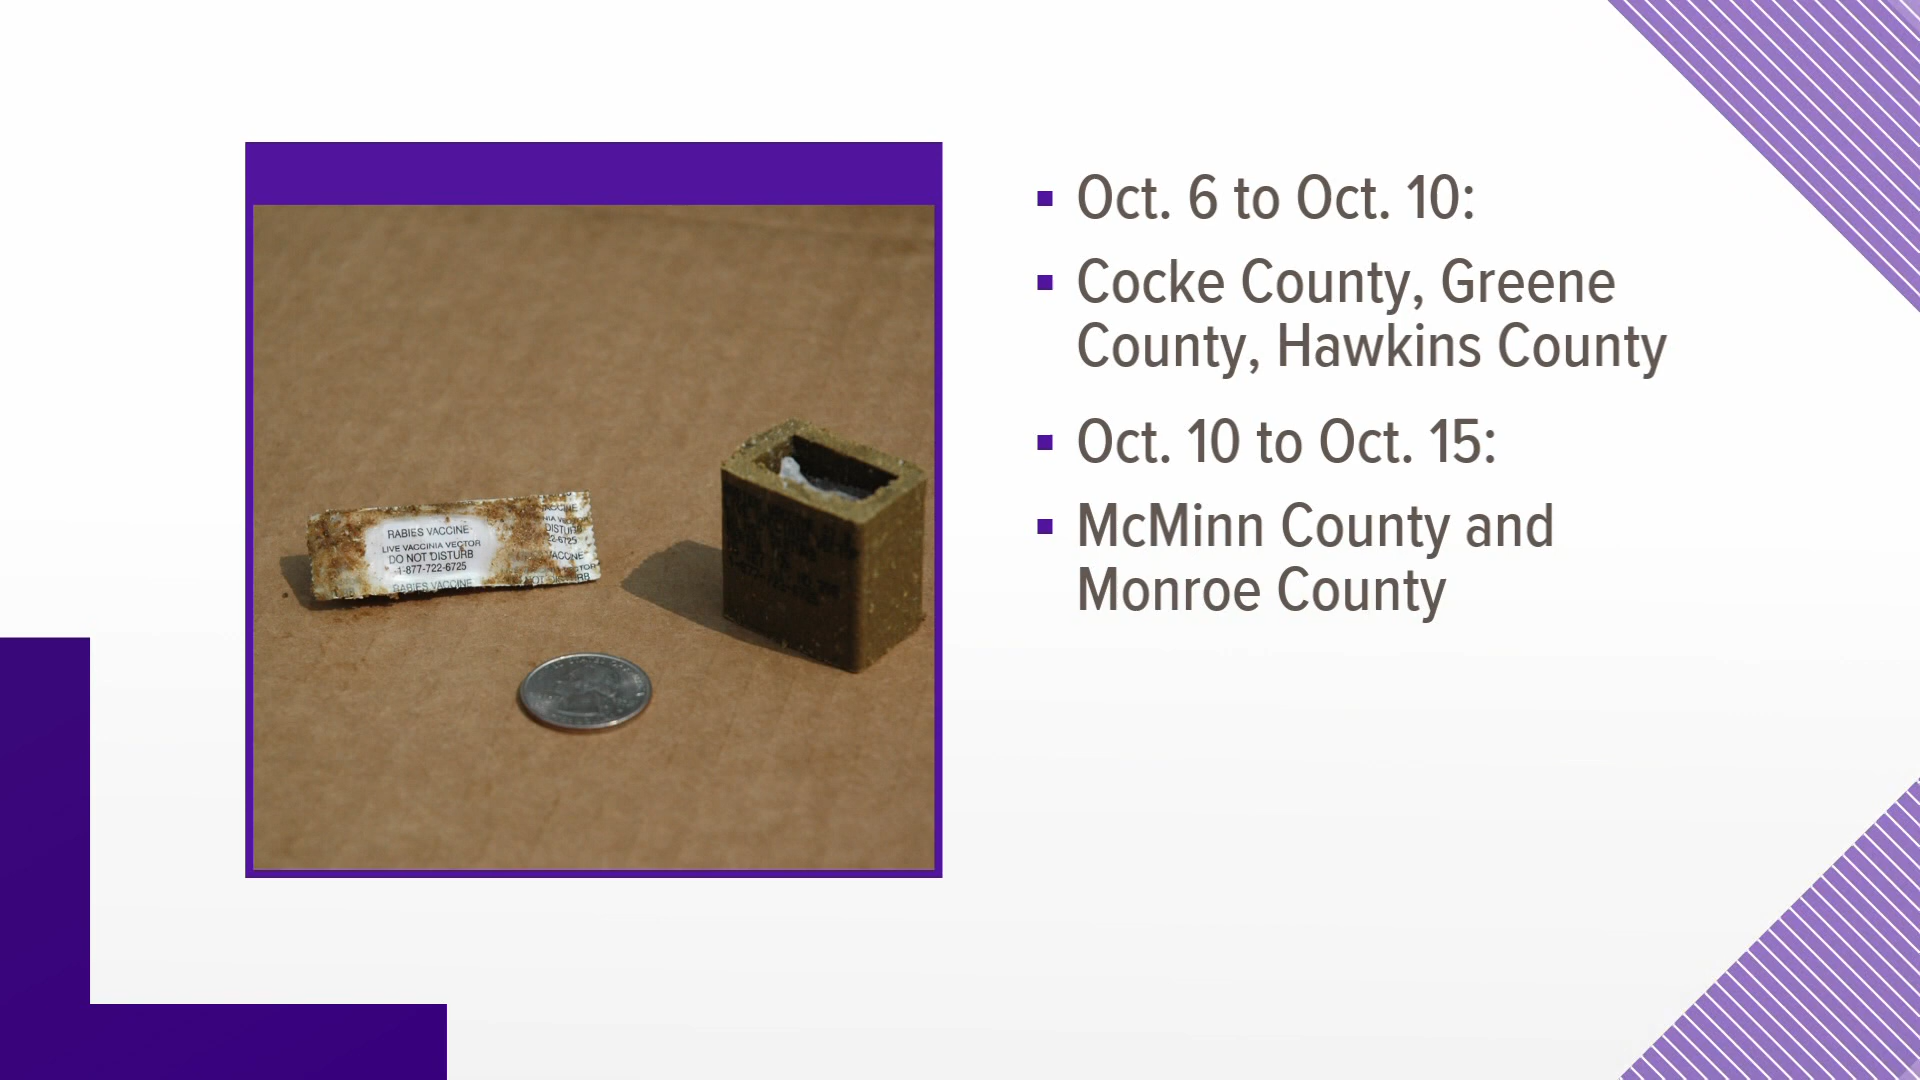 Oct. 6 to Oct. 10:
Cocke County, Greene
County, Hawkins County
Oct. 10 to Oct. 15:
McMinn County and
Monroe County
RABIES VACCINE
LIVE VACCINIA VECTOR
DO NOT DISTURB
1-877-722-6725
RABIES VACCINE